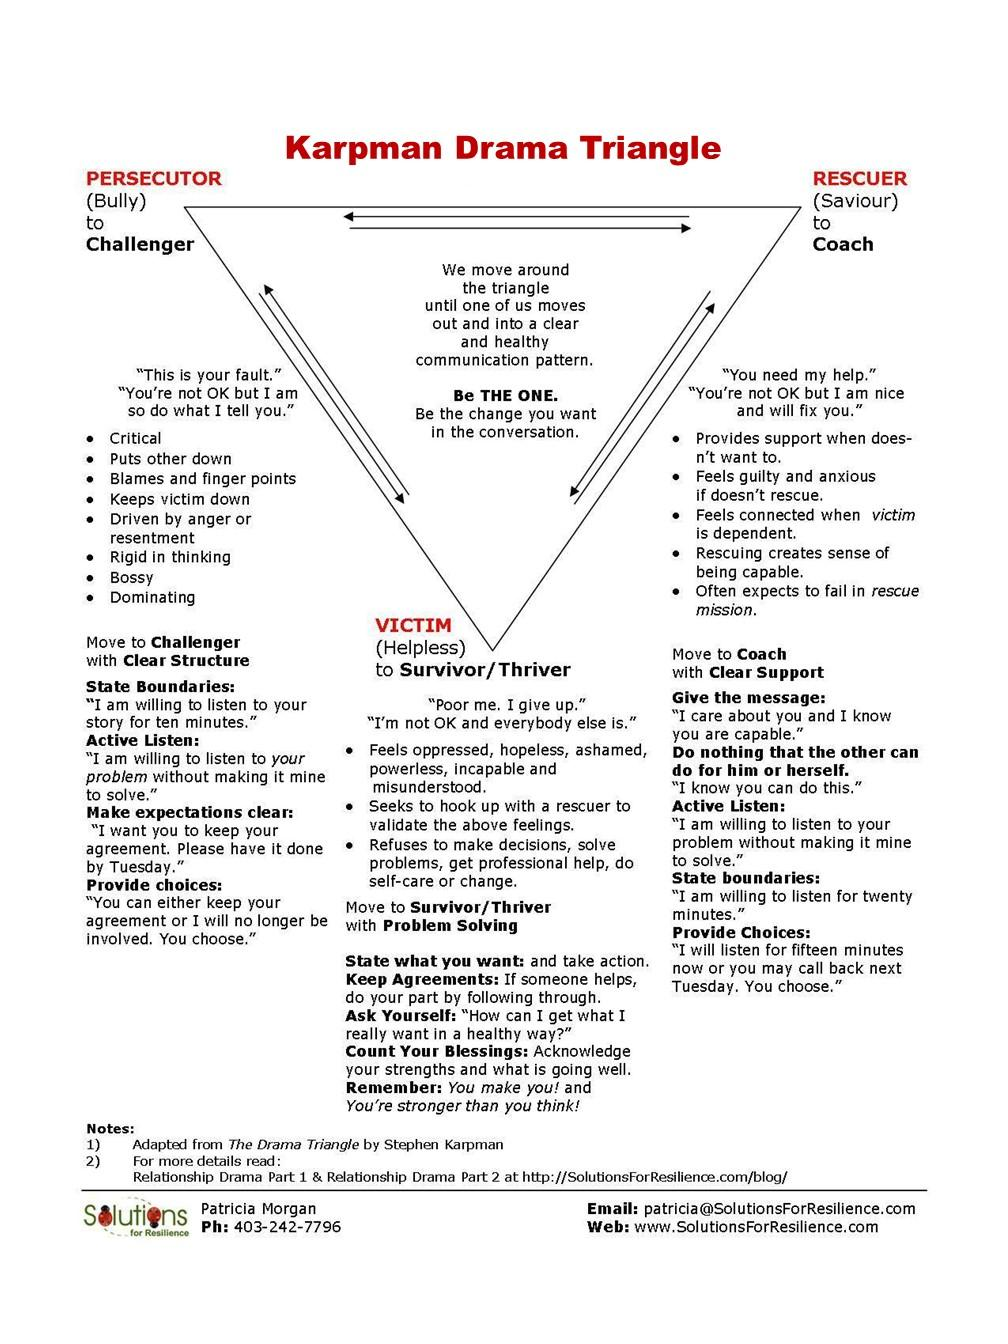 Karpman Drama Triangle
PERSECUTOR
(Bully)
to
Challenger
RESCUER
(Saviour)
to
Coach
We move around
the triangle
until one of us moves
out and into a clear
and healthy
communication pattern.
Be THE ONE.
Be the change you want
in the conversation.
“This is your fault.”
“You’re not OK but I am
so do what I tell you.”
• Critical
• Puts other down
• Blames and finger points
• Keeps victim down
• Driven by anger or
resentment
• Rigid in thinking
• Bossy
• Dominating
Move to Challenger
with Clear Structure
State Boundaries:
“I am willing to listen to your
story for ten minutes.”
Active Listen:
“I am willing to listen to your
problem without making it mine
to solve.”
Make expectations clear:
“I want you to keep your
agreement. Please have it done
by Tuesday.”
Provide choices:
“You can either keep your
agreement or I will no longer be
involved. You choose.”
VICTIM
(Helpless)
to Survivor/Thriver
“Poor me. I give up.”
“I’m not OK and everybody else is.”
• Feels oppressed, hopeless, ashamed,
powerless, incapable and
misunderstood.
• Seeks to hook up with a rescuer to
validate the above feelings.
• Refuses to make decisions, solve
problems, get professional help, do
self-care or change.
Move to Survivor/Thriver
with Problem Solving
State what you want: and take action.
Keep Agreements: If someone helps,
do your part by following through.
Ask Yourself: “How can I get what I
really want in a healthy way?”
Count Your Blessings: Acknowledge
your strengths and what is going well.
Remember: You make you! and
You’re stronger than you think!
“You need my help.”
“You’re not OK but I am nice
and will fix you.”
• Provides support when does-
n’t want to.
• Feels guilty and anxious
if doesn’t rescue.
• Feels connected when victim
is dependent.
• Rescuing creates sense of
being capable.
• Often expects to fail in rescue
mission.
Move to Coach
with Clear Support
Give the message:
“I care about you and I know
you are capable.”
Do nothing that the other can
do for him or herself.
“I know you can do this.”
Active Listen:
“I am willing to listen to your
problem without making it mine
to solve.”
State boundaries:
“I am willing to listen for twenty
minutes.”
Provide Choices:
“I will listen for fifteen minutes
now or you may call back next
Tuesday. You choose.”
Notes:
1) Adapted from The Drama Triangle by Stephen Karpman
2) For more details read:
Relationship Drama Part 1 & Relationship Drama Part 2 at http://SolutionsForResilience.com/blog/
Solutions
for Resilience
Patricia Morgan
Ph: 403-242-7796
Email: patricia@SolutionsForResilience.com
Web: www.SolutionsForResilience.com